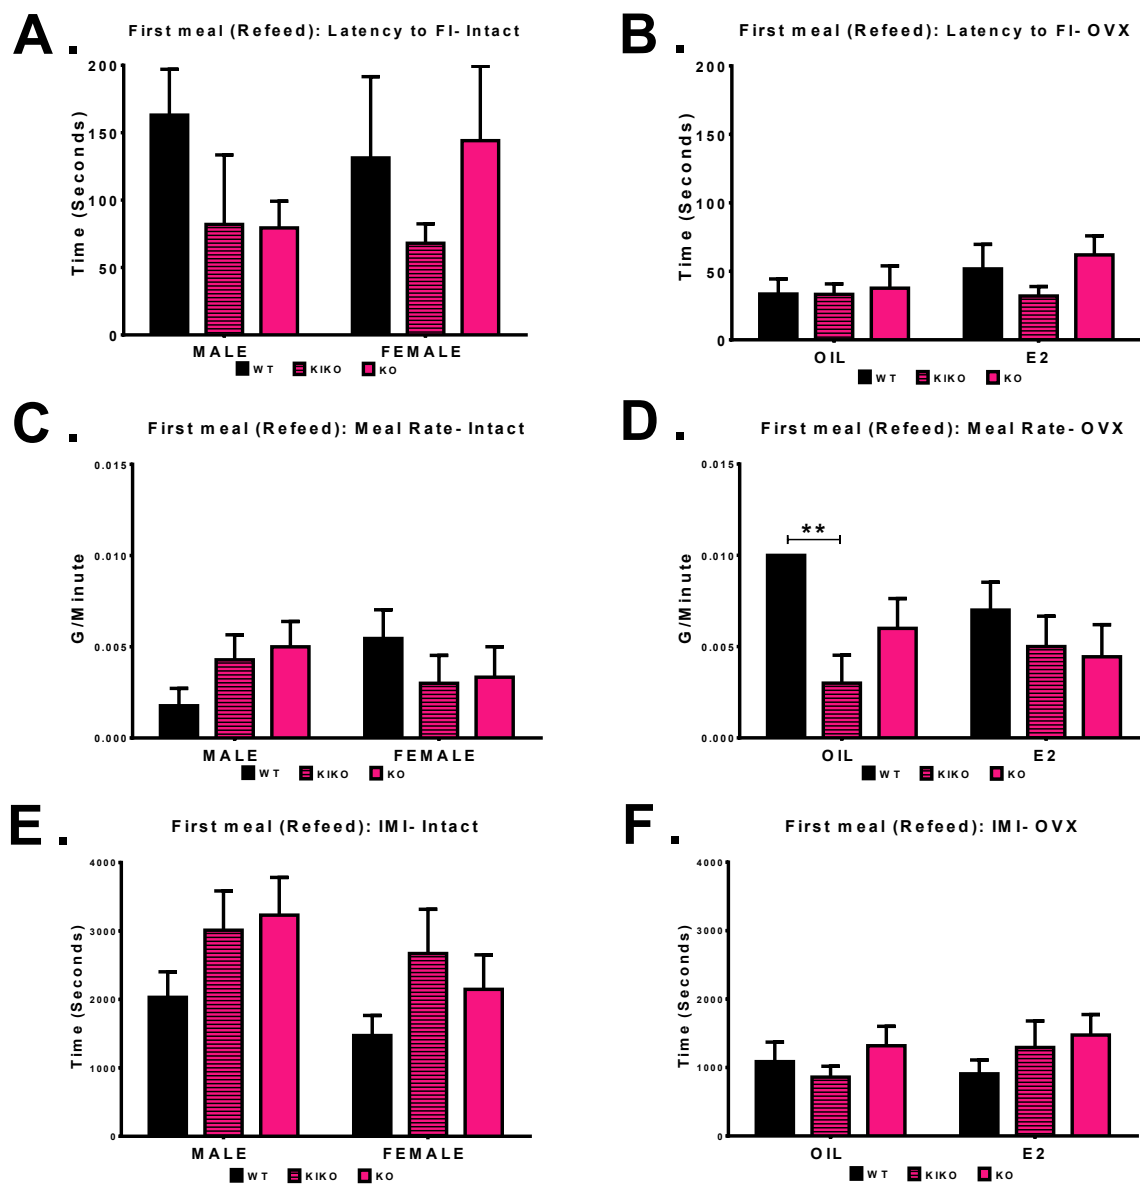 A.
First meal (Refeed): Latency to FI- Intact
200
150
100
50
0
Time (Seconds)
MALE FEMALE
WT KIKO KO
B.
First meal (Refeed): Latency to FI- OVX
200
150
100
50
0
Time (Seconds)
OIL E2
WT KIKO KO
C.
First meal (Refeed): Meal Rate- Intact
0.015
0.010
0.005
0.000
G/Minute
MALE FEMALE
WT KIKO KO
D.
First meal (Refeed): Meal Rate- OVX
0.015
0.010
0.005
0.000
G/Minute
**
OIL E2
WT KIKO KO
E.
First meal (Refeed): IMI- Intact
4000
3000
2000
1000
0
Time (Seconds)
MALE FEMALE
WT KIKO KO
F.
First meal (Refeed): IMI- OVX
4000
3000
2000
1000
0
Time (Seconds)
OIL E2
WT KIKO KO